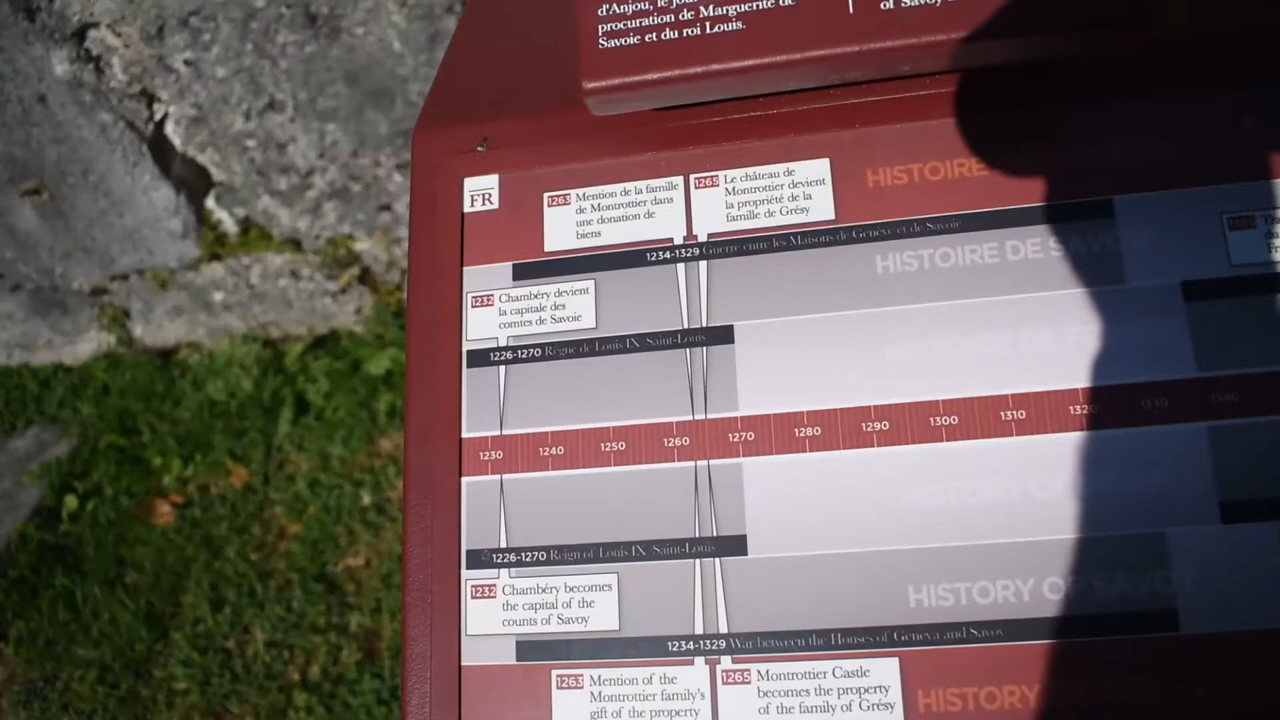 d'Anjou, le
procuration de Marguerite de
Savoie et du roi Louis.
of Savoy
FR
1263 Mention de la famille
de Montrottier dans
une donation de
biens
1265 Le château de
Montrottier devient
la propriété de la
famille de Grésy
HISTOIRE
1234-1329 Guerre entre les Maisons de Genève et de Savoie
HISTOIRE DE SAV
1232 Chambéry devient
la capitale des
comtes de Savoie
1226-1270 Règne de Louis IX Saint-Louis
1230 1240 1250 1260 1270 1280 1290 1300 1310 1320 1330 1340
HISTORY OF
1226-1270 Reign of Louis IX Saint-Louis
1232 Chambéry becomes
the capital of the
counts of Savoy
HISTORY OF SAVO
1234-1329 War between the Houses of Geneva and Savoy
1263 Mention of the
Montrottier family's
gift of the property
1265 Montrottier Castle
becomes the property
of the family of Grésy
HISTORY